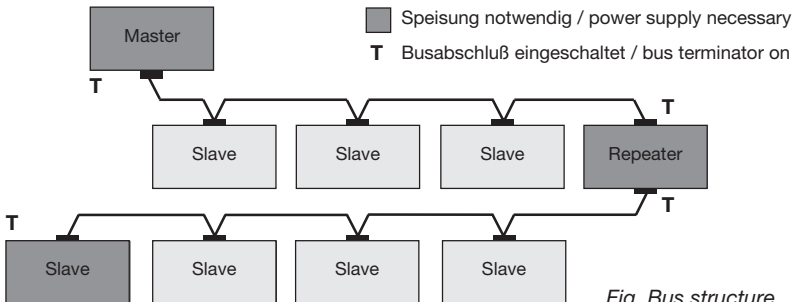 Master
Speisung notwendig / power supply necessary
T Busabschluß eingeschaltet / bus terminator on
T
T
Slave
Slave
Slave
Repeater
T
T
Slave
Slave
Slave
Slave
Fig. Bus structure